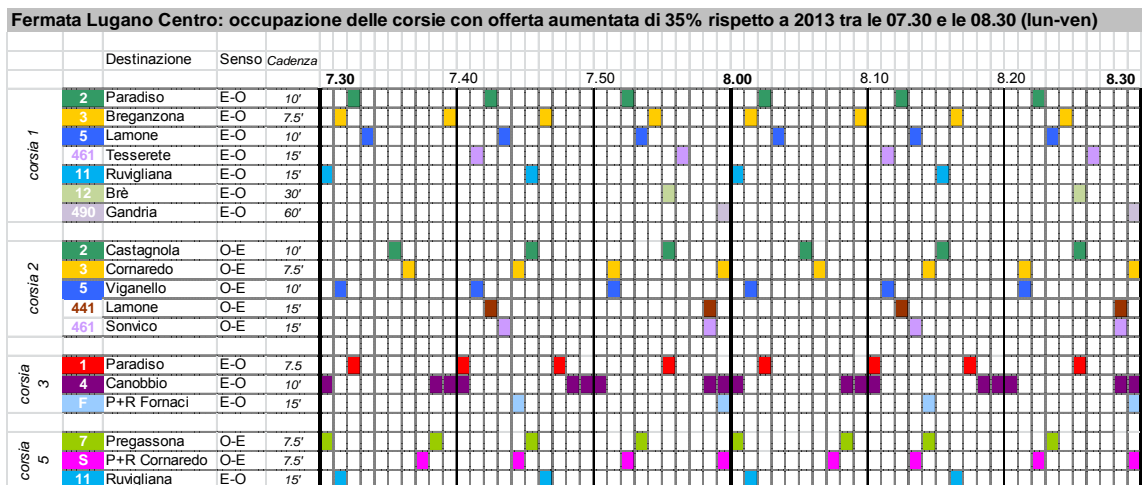 Fermata Lugano Centro: occupazione delle corsie con offerta aumentata di 35% rispetto a 2013 tra le 07.30 e le 08.30 (lun-ven)
Destinazione Senso Cadenza
7.30 7.40 7.50 8.00 8.10 8.20 8.30
corsia 1
2 Paradiso E-O 10'
3 Breganzona E-O 7.5'
5 Lamone E-O 10'
461 Tesserete E-O 15'
11 Ruvigliana E-O 15'
12 Brè E-O 30'
490 Gandria E-O 60'
corsia 2
2 Castagnola O-E 10'
3 Cornaredo O-E 7.5'
5 Viganello O-E 10'
441 Lamone O-E 15'
461 Sonvico O-E 15'
corsia 3
1 Paradiso E-O 7.5
4 Canobbio E-O 10'
F P+R Fornaci E-O 15'
corsia 5
7 Pregassona O-E 7.5'
S P+R Cornaredo O-E 7.5'
11 Ruvigliana E-O 15'